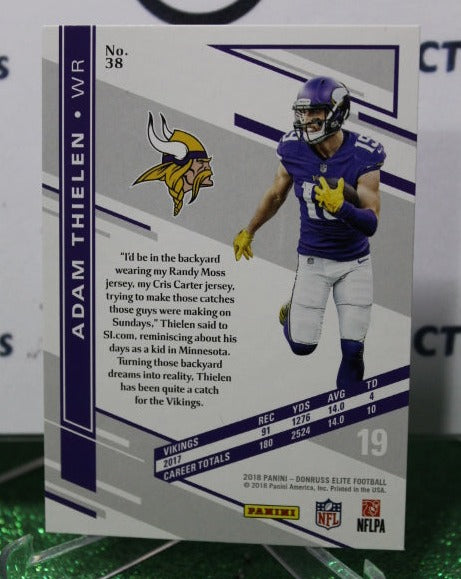 No.
38
ADAM THIELEN • WR
19
19
"I'd be in the backyard
wearing my Randy Moss
jersey, my Cris Carter jersey,
trying to make those catches
those guys were making on
Sundays," Thielen said to
SI.com, reminiscing about his
days as a kid in Minnesota.
Turning those backyard
dreams into reality, Thielen
has been quite a catch
for the Vikings.
VIKINGS REC YDS AVG TD
2017 91 1276 14.0 4
CAREER TOTALS 180 2524 14.0 10
19
2018 PANINI – DONRUSS ELITE FOOTBALL
© 2018 Panini America, Inc. Printed in the USA.
PANINI
NFL
NFLPA
CT
CT